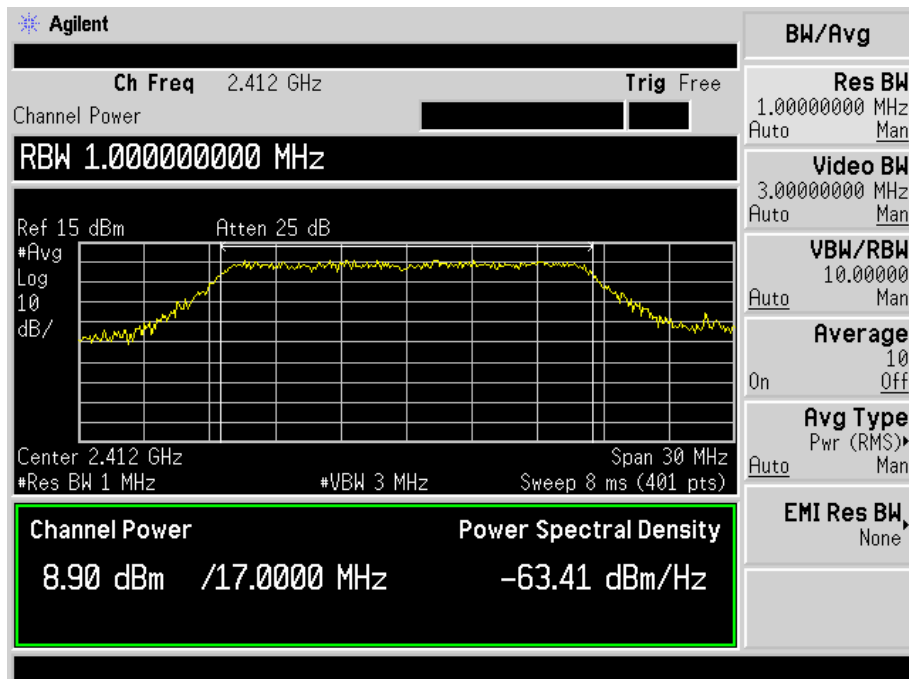 Agilent
Ch Freq 2.412 GHz Trig Free
Channel Power
RBW 1.000000000 MHz
Ref 15 dBm Atten 25 dB
#Avg
Log
10
dB/
Center 2.412 GHz Span 30 MHz
#Res BW 1 MHz #VBW 3 MHz Sweep 8 ms (401 pts)
Channel Power Power Spectral Density
8.90 dBm /17.0000 MHz -63.41 dBm/Hz
BW/Avg
Res BW
1.00000000 MHz
Auto Man
Video BW
3.00000000 MHz
Auto Man
VBW/RBW
10.00000
Auto Man
Average
10
On Off
Avg Type
Pwr (RMS)
Auto Man
EMI Res BW
None